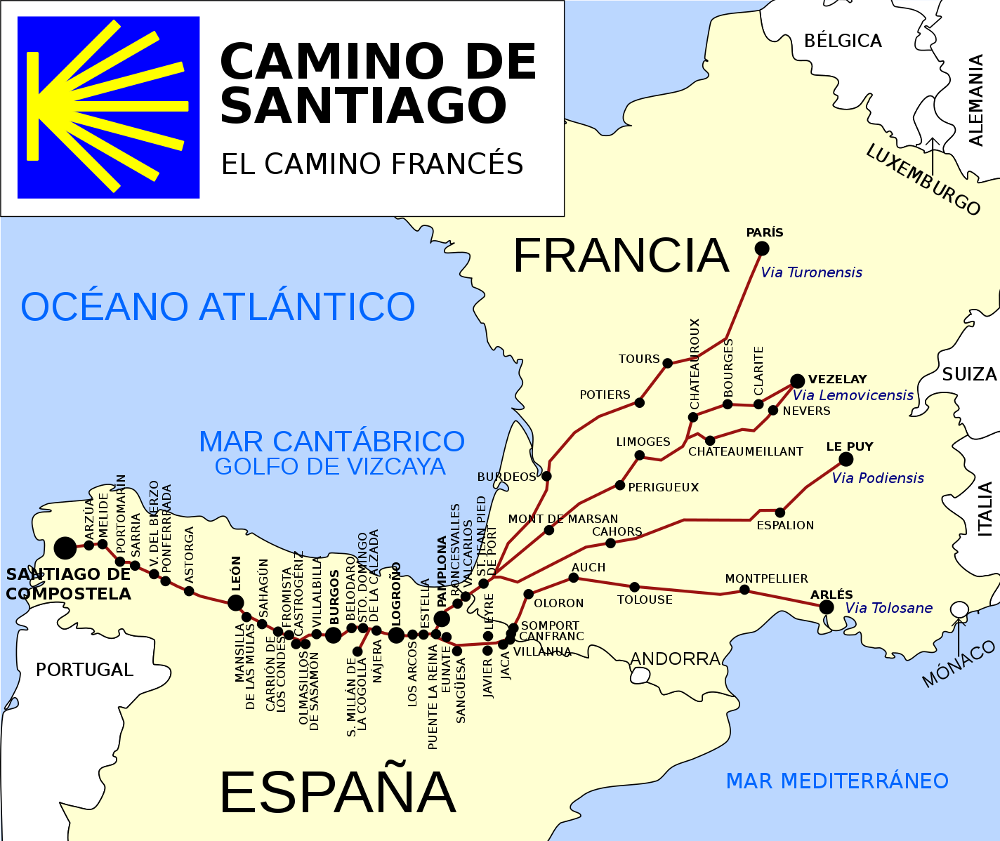 CAMINO DE
SANTIAGO
EL CAMINO FRANCÉS
BÉLGICA
ALEMANIA
LUXEMBURGO
FRANCIA
PARÍS
Via Turonensis
OCÉANO ATLÁNTICO
TOURS
CHATEAUROUX
BOURGES
CLARITE
SUIZA
VEZELAY
Via Lemovicensis
POTIERS
NEVERS
MAR CANTÁBRICO
GOLFO DE VIZCAYA
LIMOGES
CHATEAUMEILLANT
LE PUY
Via Podiensis
BURDEOS
PERIGUEUX
ITALIA
MONT DE MARSAN
CAHORS
ESPALION
ARZÚA
MELIDE
PORTOMARÍN
SARRIA
V. DEL BIERZO
PONFERRRADA
ASTORGA
LEÓN
SAHAGÚN
FROMISTA
CASTROGERIZ
VILLALBILLA
BURGOS
BELODARO
STO. DOMINGO
DE LA CALZADA
LOGROÑO
ESTELLA
PAMPLONA
RONCESVALLES
VALCARLOS
ST. JEAN PIED
DE PORT
SANTIAGO DE
COMPOSTELA
AUCH
MONTPELLIER
OLORON
TOLOUSE
ARLÉS
Via Tolosane
LEYRE
SOMPORT
CANFRANC
VILLANUA
MANSILLA
DE LAS MULAS
CARRIÓN DE
LOS CONDES
OLMASILLOS
DE SASAMÓN
S. MILLÁN DE
LA COGOLLA
NÁJERA
LOS ARCOS
PUENTE LA REINA
EUNATE
SANGÜESA
JAVIER
JACA
PORTUGAL
ANDORRA
MÓNACO
ESPAÑA
MAR MEDITERRÁNEO